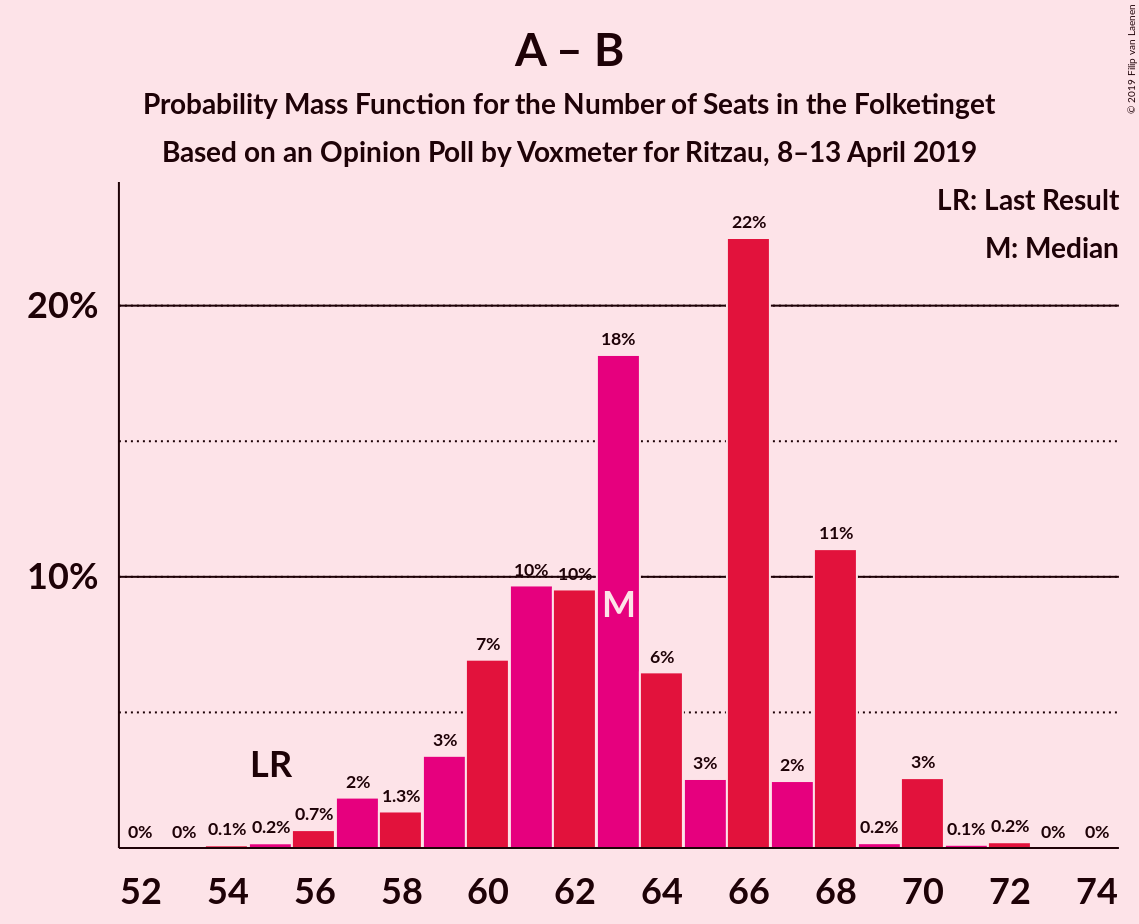 A – B
Probability Mass Function for the Number of Seats in the Folketinget
Based on an Opinion Poll by Voxmeter for Ritzau, 8–13 April 2019
© 2019 Filip van Laenen
LR: Last Result
M: Median
20%
10%
0% 0% 0.1% 0.2% 0.7% 2% 1.3% 3% 7% 10% 10% 18% 6% 3% 22% 2% 11% 0.2% 3% 0.1% 0.2% 0% 0%
LR
M
52 54 56 58 60 62 64 66 68 70 72 74